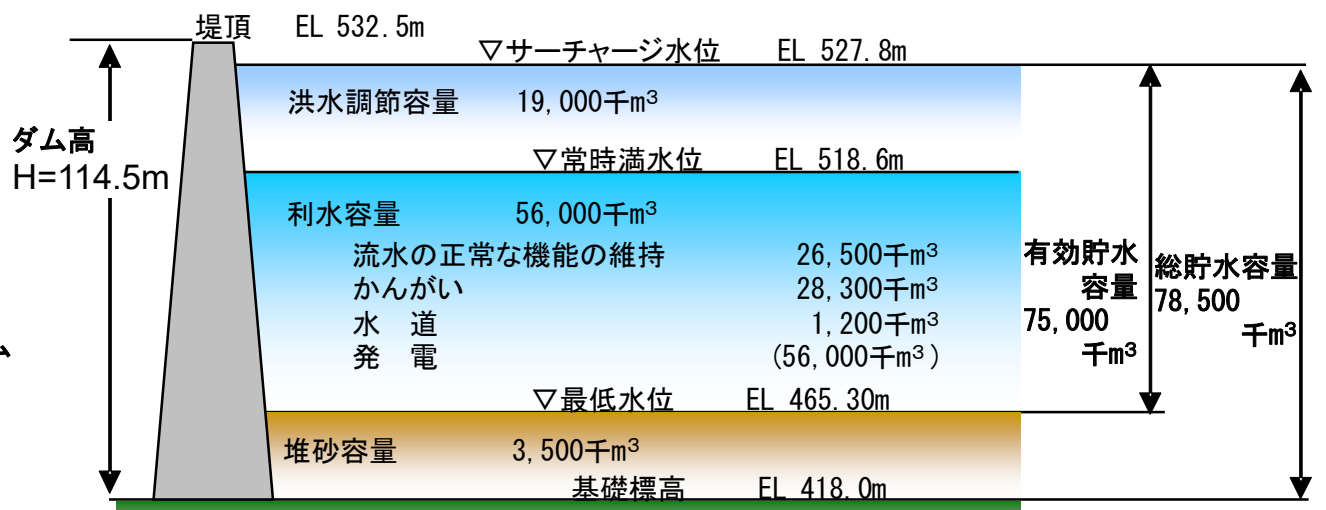 堤頂 EL 532.5m
▽サーチャージ水位 EL 527.8m
洪水調節容量 19,000千m³
ダム高
H=114.5m
▽常時満水位 EL 518.6m
利水容量 56,000千m³
流水の正常な機能の維持 26,500千m³
かんがい 28,300千m³
水 道 1,200千m³
発 電 (56,000千m³)
有効貯水
容量
75,000
千m³
総貯水容量
78,500
千m³
ム
▽最低水位 EL 465.30m
堆砂容量 3,500千m³
基礎標高 EL 418.0m